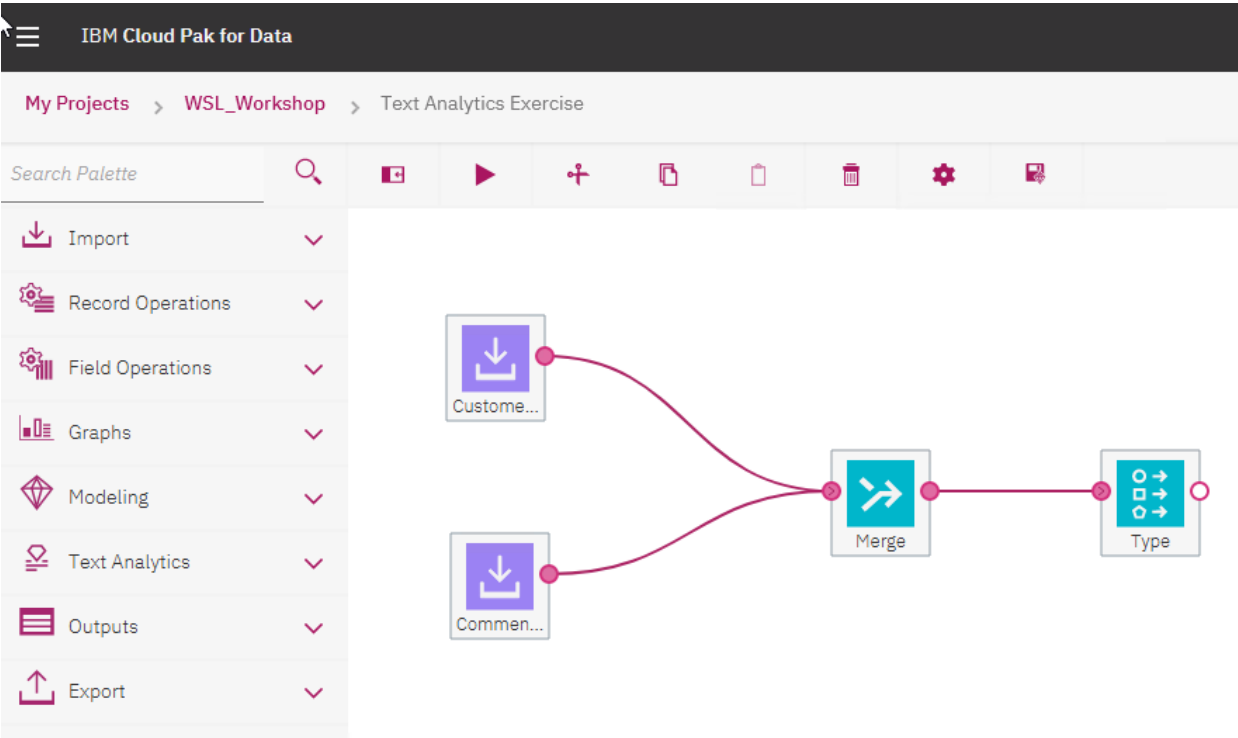 IBM Cloud Pak for Data
My Projects > WSL_Workshop > Text Analytics Exercise
Search Palette
Import
Record Operations
Field Operations
Graphs
Modeling
Text Analytics
Outputs
Export
Custome...
Commen...
Merge
Type